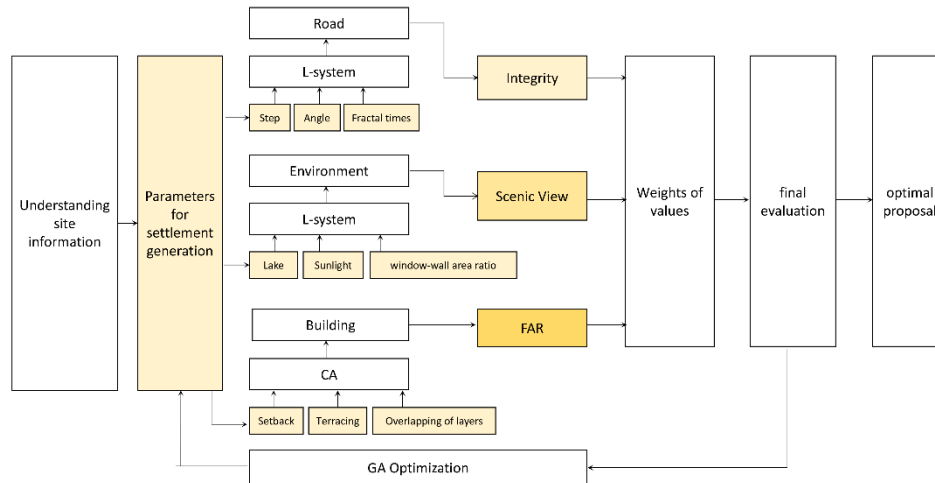 Understanding
site
information
Parameters
for
settlement
generation
Road
L-system
Step
Angle
Fractal times
Environment
L-system
Lake
Sunlight
window-wall area ratio
Building
CA
Setback
Terracing
Overlapping of layers
Integrity
Scenic View
FAR
Weights of
values
final
evaluation
optimal
proposal
GA Optimization